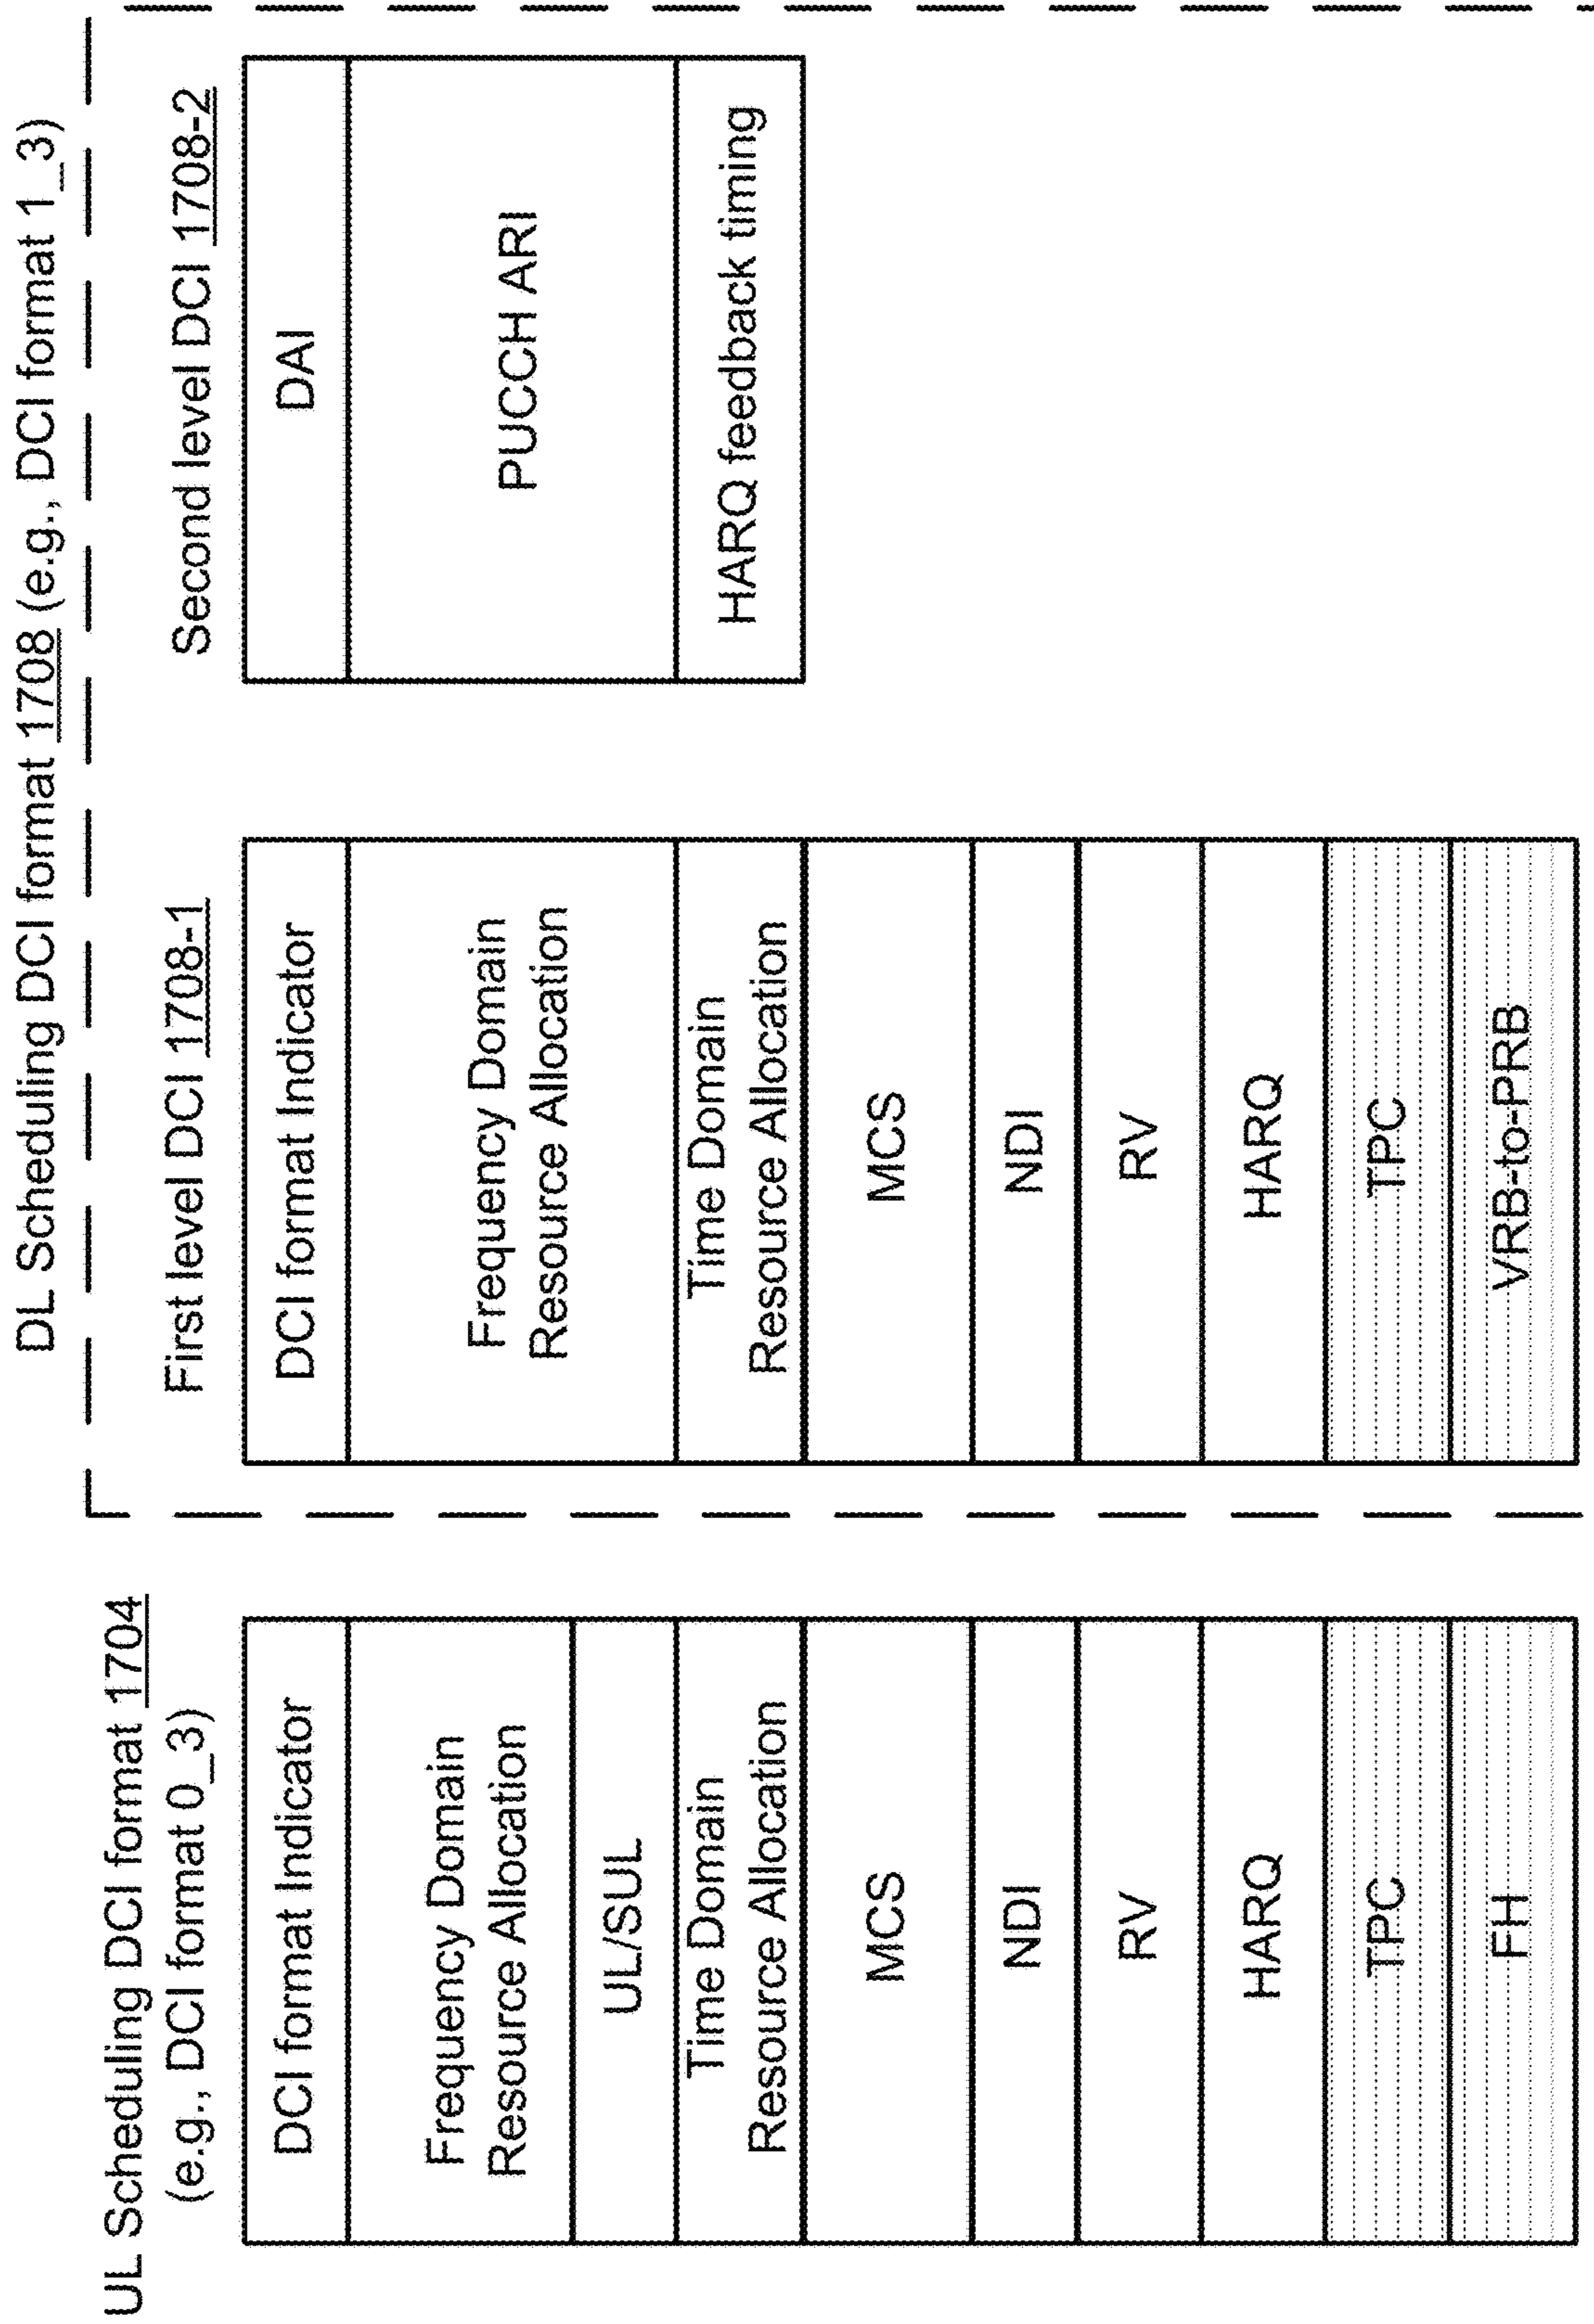 UL Scheduling DCI format 1704
(e.g., DCI format 0_3)
DCI format Indicator
Frequency Domain
Resource Allocation
UL/SUL
Time Domain
Resource Allocation
MCS
NDI
RV
HARQ
TPC
FH
DL Scheduling DCI format 1708 (e.g., DCI format 1_3)
First level DCI 1708-1
DCI format Indicator
Frequency Domain
Resource Allocation
Time Domain
Resource Allocation
MCS
NDI
RV
HARQ
TPC
VRB-to-PRB
Second level DCI 1708-2
DAI
PUCCH ARI
HARQ feedback timing